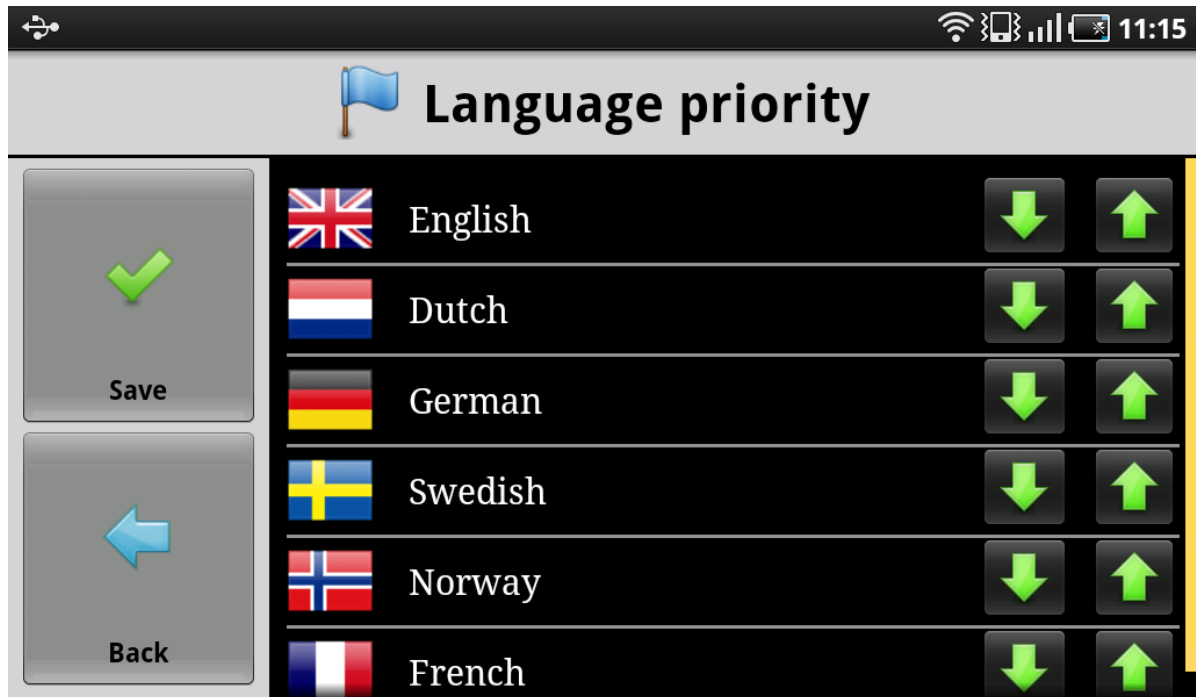 11:15
Language priority
Save
Back
English
Dutch
German
Swedish
Norway
French